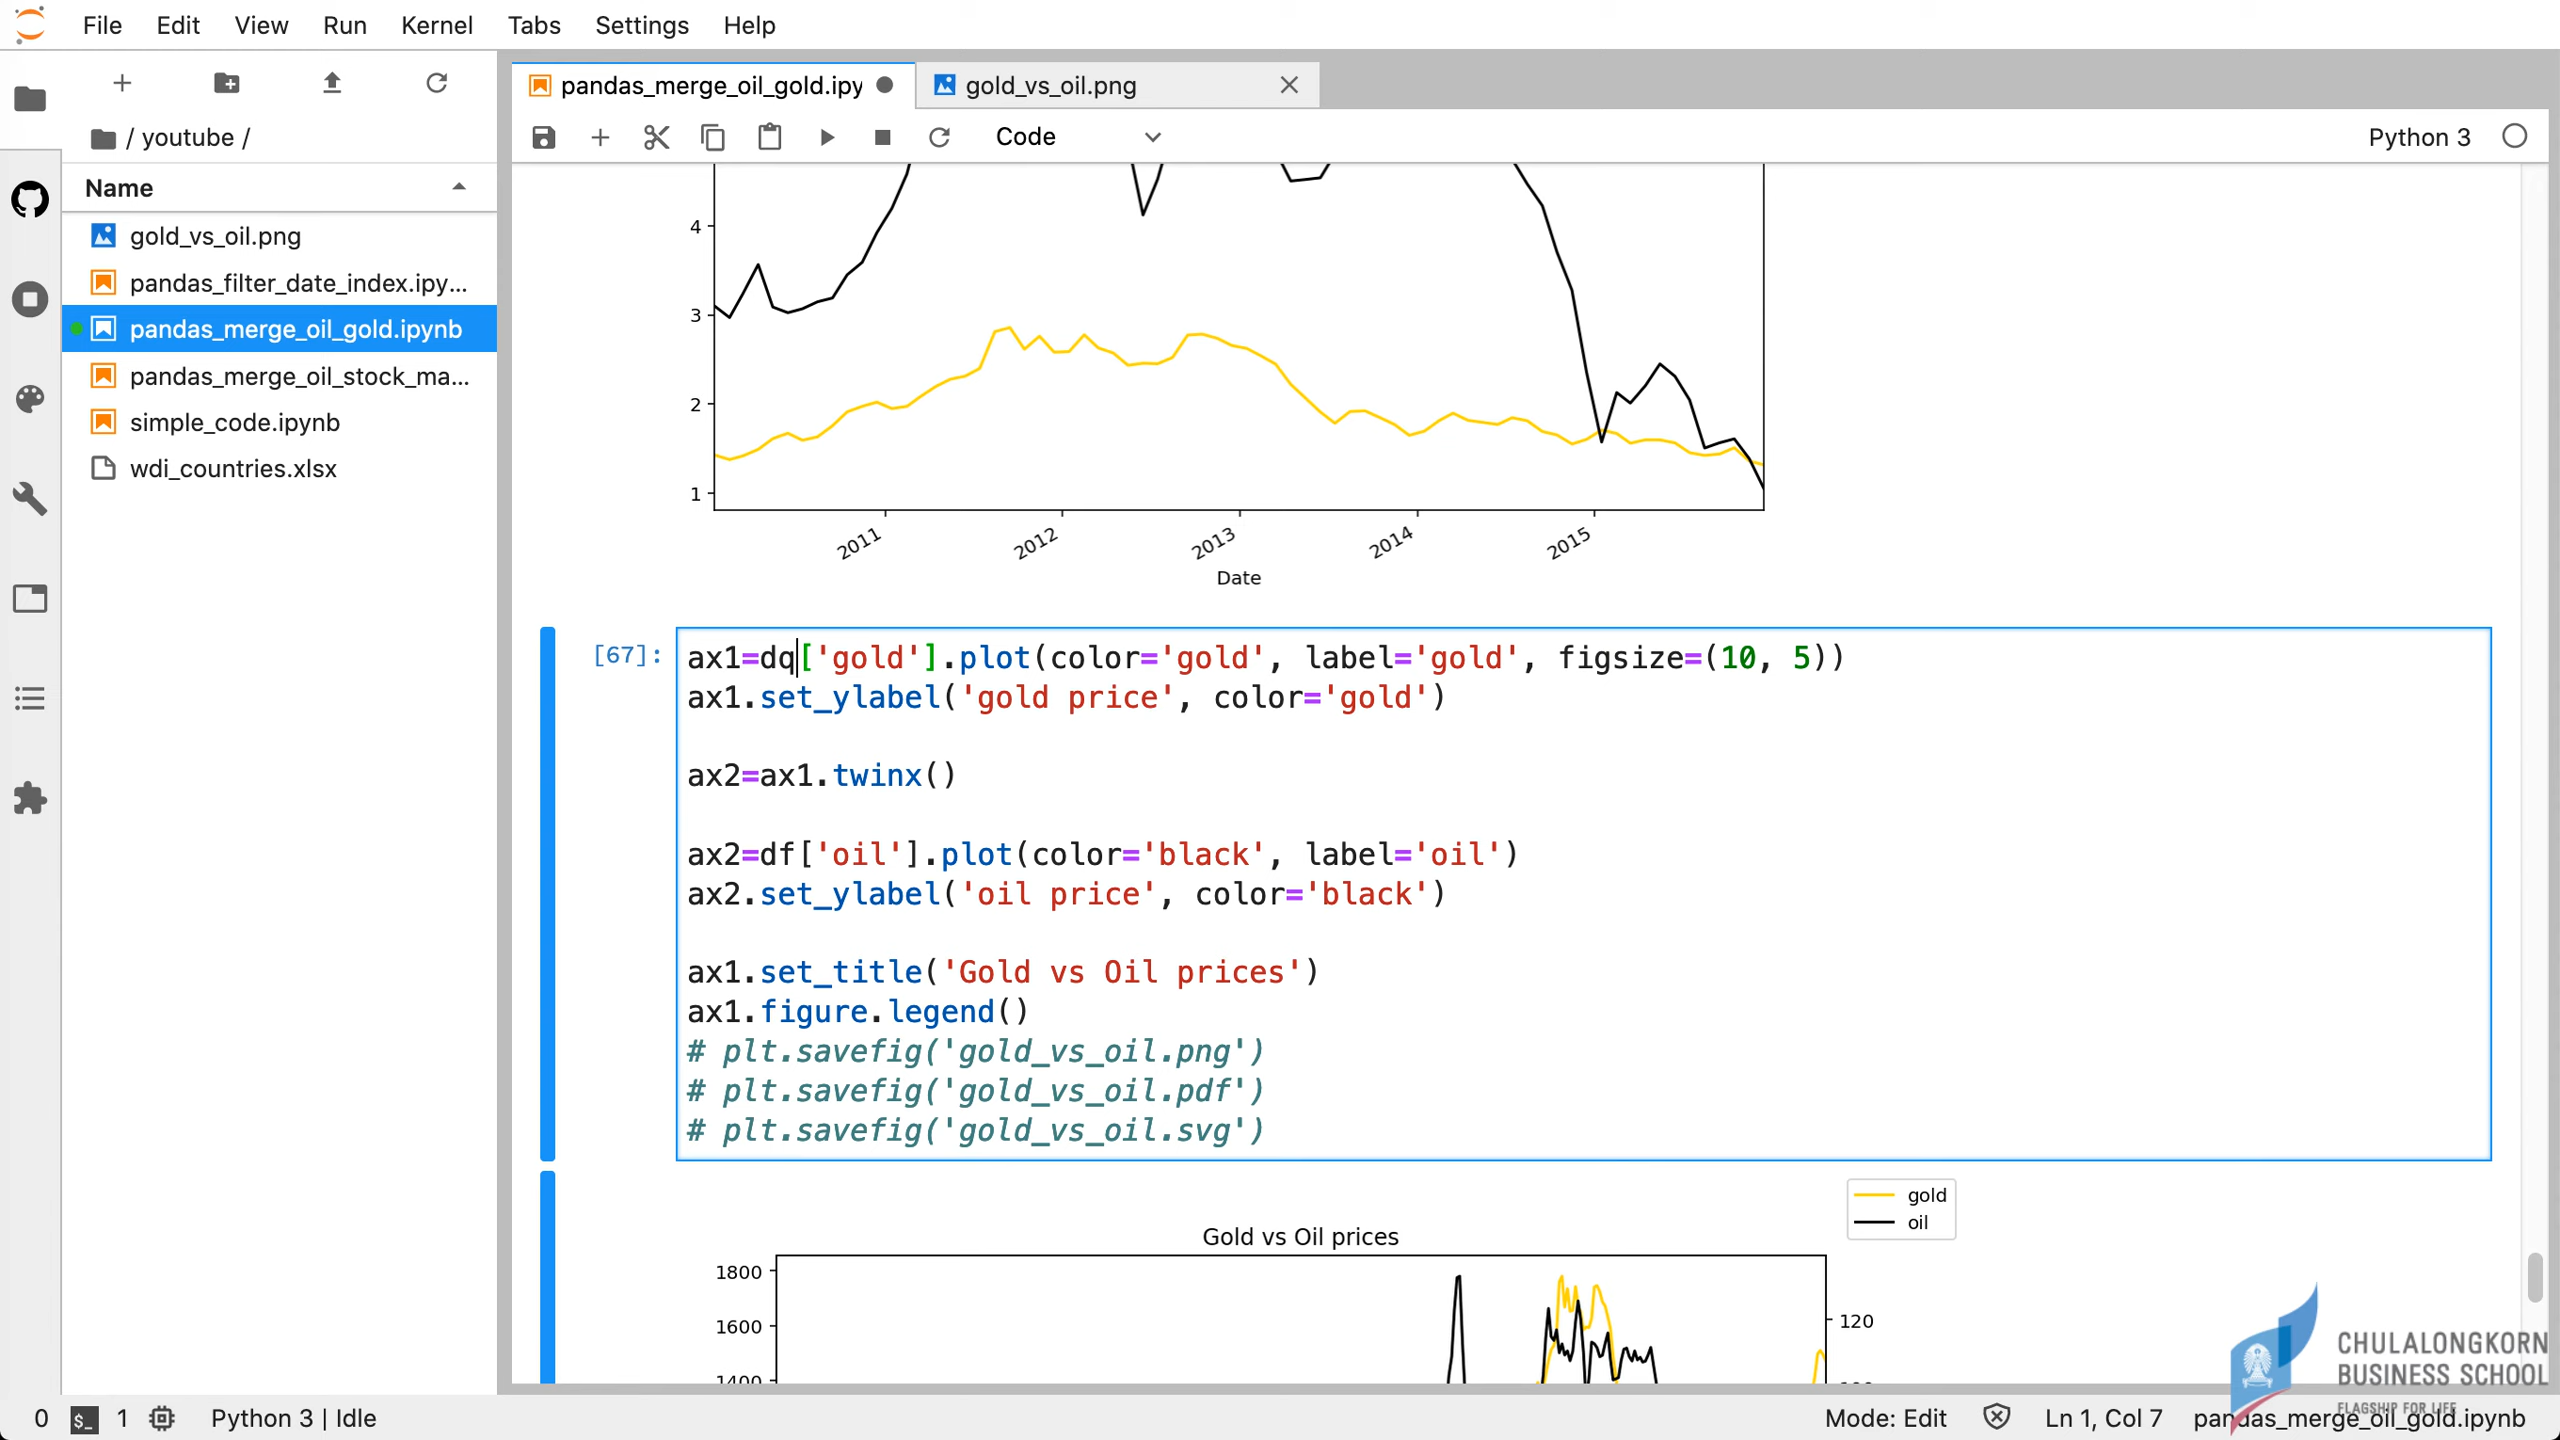 File Edit View Run Kernel Tabs Settings Help
pandas_merge_oil_gold.ipy
gold_vs_oil.png
/ youtube /
Code
Python 3
Name
gold_vs_oil.png
pandas_filter_date_index.ipy...
pandas_merge_oil_gold.ipynb
pandas_merge_oil_stock_ma...
simple_code.ipynb
wdi_countries.xlsx
4
3
2
1
2011 2012 2013 2014 2015
Date
[67]:
ax1=dq['gold'].plot(color='gold', label='gold', figsize=(10, 5))
ax1.set_ylabel('gold price', color='gold')
ax2=ax1.twinx()
ax2=df['oil'].plot(color='black', label='oil')
ax2.set_ylabel('oil price', color='black')
ax1.set_title('Gold vs Oil prices')
ax1.figure.legend()
# plt.savefig('gold_vs_oil.png')
# plt.savefig('gold_vs_oil.pdf')
# plt.savefig('gold_vs_oil.svg')
gold
oil
Gold vs Oil prices
1800
1600
1400
120
CHULALONGKORN
BUSINESS SCHOOL
FLAGSHIP FOR LIFE
0 $_ 1 Python 3 | Idle
Mode: Edit Ln 1, Col 7 pandas_merge_oil_gold.ipynb